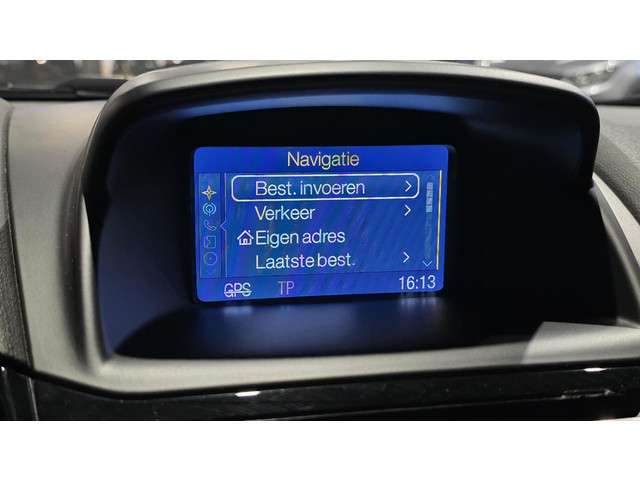 Navigatie
Best. invoeren
Verkeer
Eigen adres
Laatste best.
GPS TP 16:13